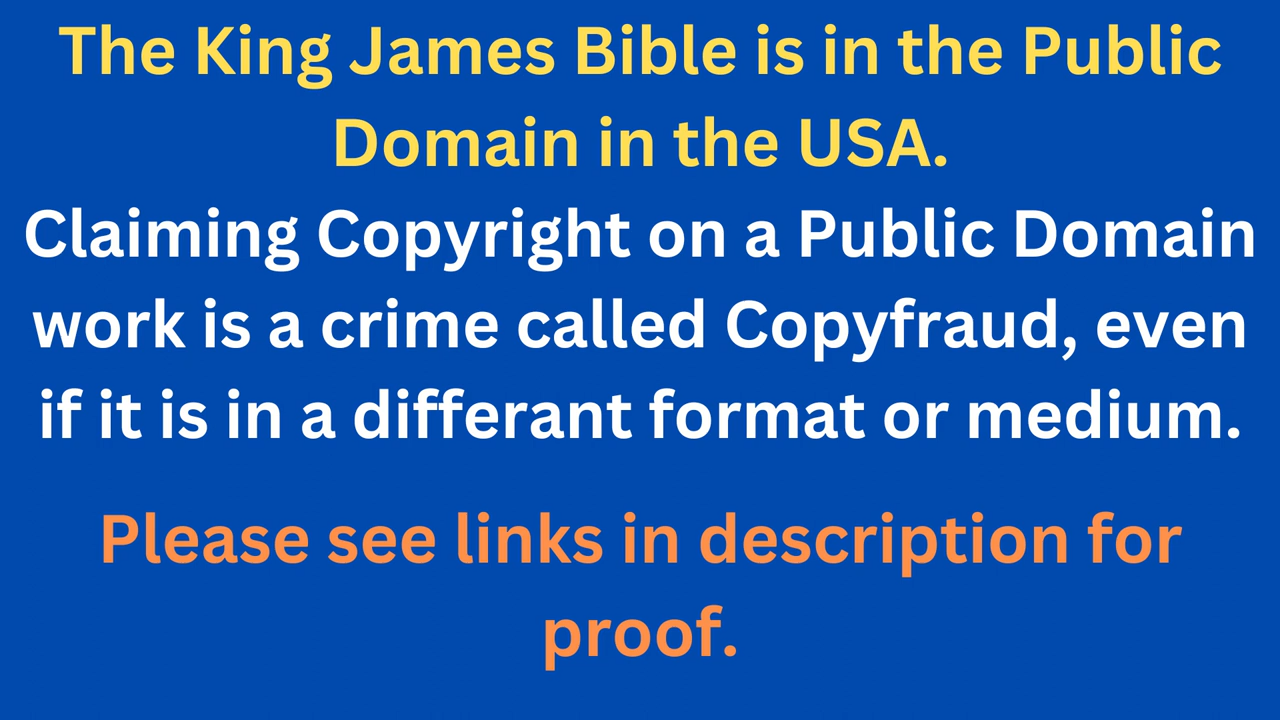 The King James Bible is in the Public
Domain in the USA.
Claiming Copyright on a Public Domain
work is a crime called Copyfraud, even
if it is in a differant format or medium.
Please see links in description for
proof.